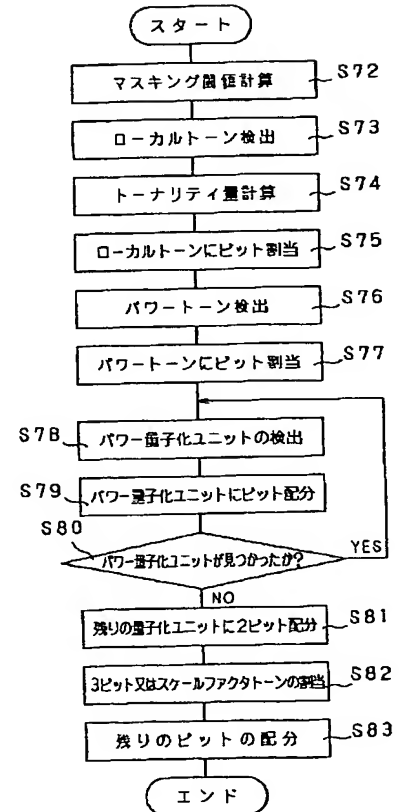 スタート
マスキング閾値計算 S72
ローカルトーン検出 S73
トーナリティ量計算 S74
ローカルトーンにビット割当 S75
パワートーン検出 S76
パワートーンにビット割当 S77
S78 パワー量子化ユニットの検出
S79 パワー量子化ユニットにビット配分
S80
パワー量子化ユニットが見つかったか? YES
NO
残りの量子化ユニットに2ビット配分 S81
3ビット又はスケールファクタトーンの割当 S82
残りのビットの配分 S83
エンド